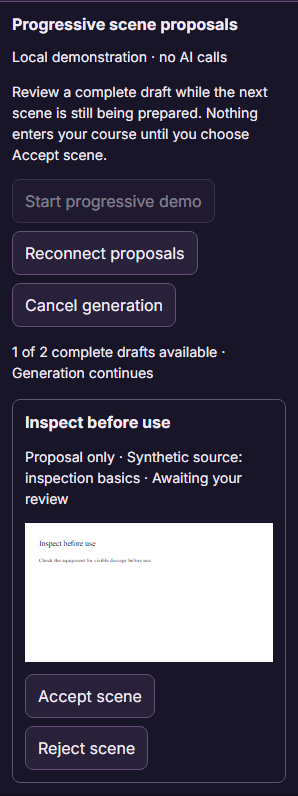 Progressive scene proposals
Local demonstration · no AI calls
Review a complete draft while the next
scene is still being prepared. Nothing
enters your course until you choose
Accept scene.
Start progressive demo
Reconnect proposals
Cancel generation
1 of 2 complete drafts available ·
Generation continues
Inspect before use
Proposal only · Synthetic source:
inspection basics · Awaiting your
review
Inspect before use
Check the equipment for visible damage before use.
Accept scene
Reject scene